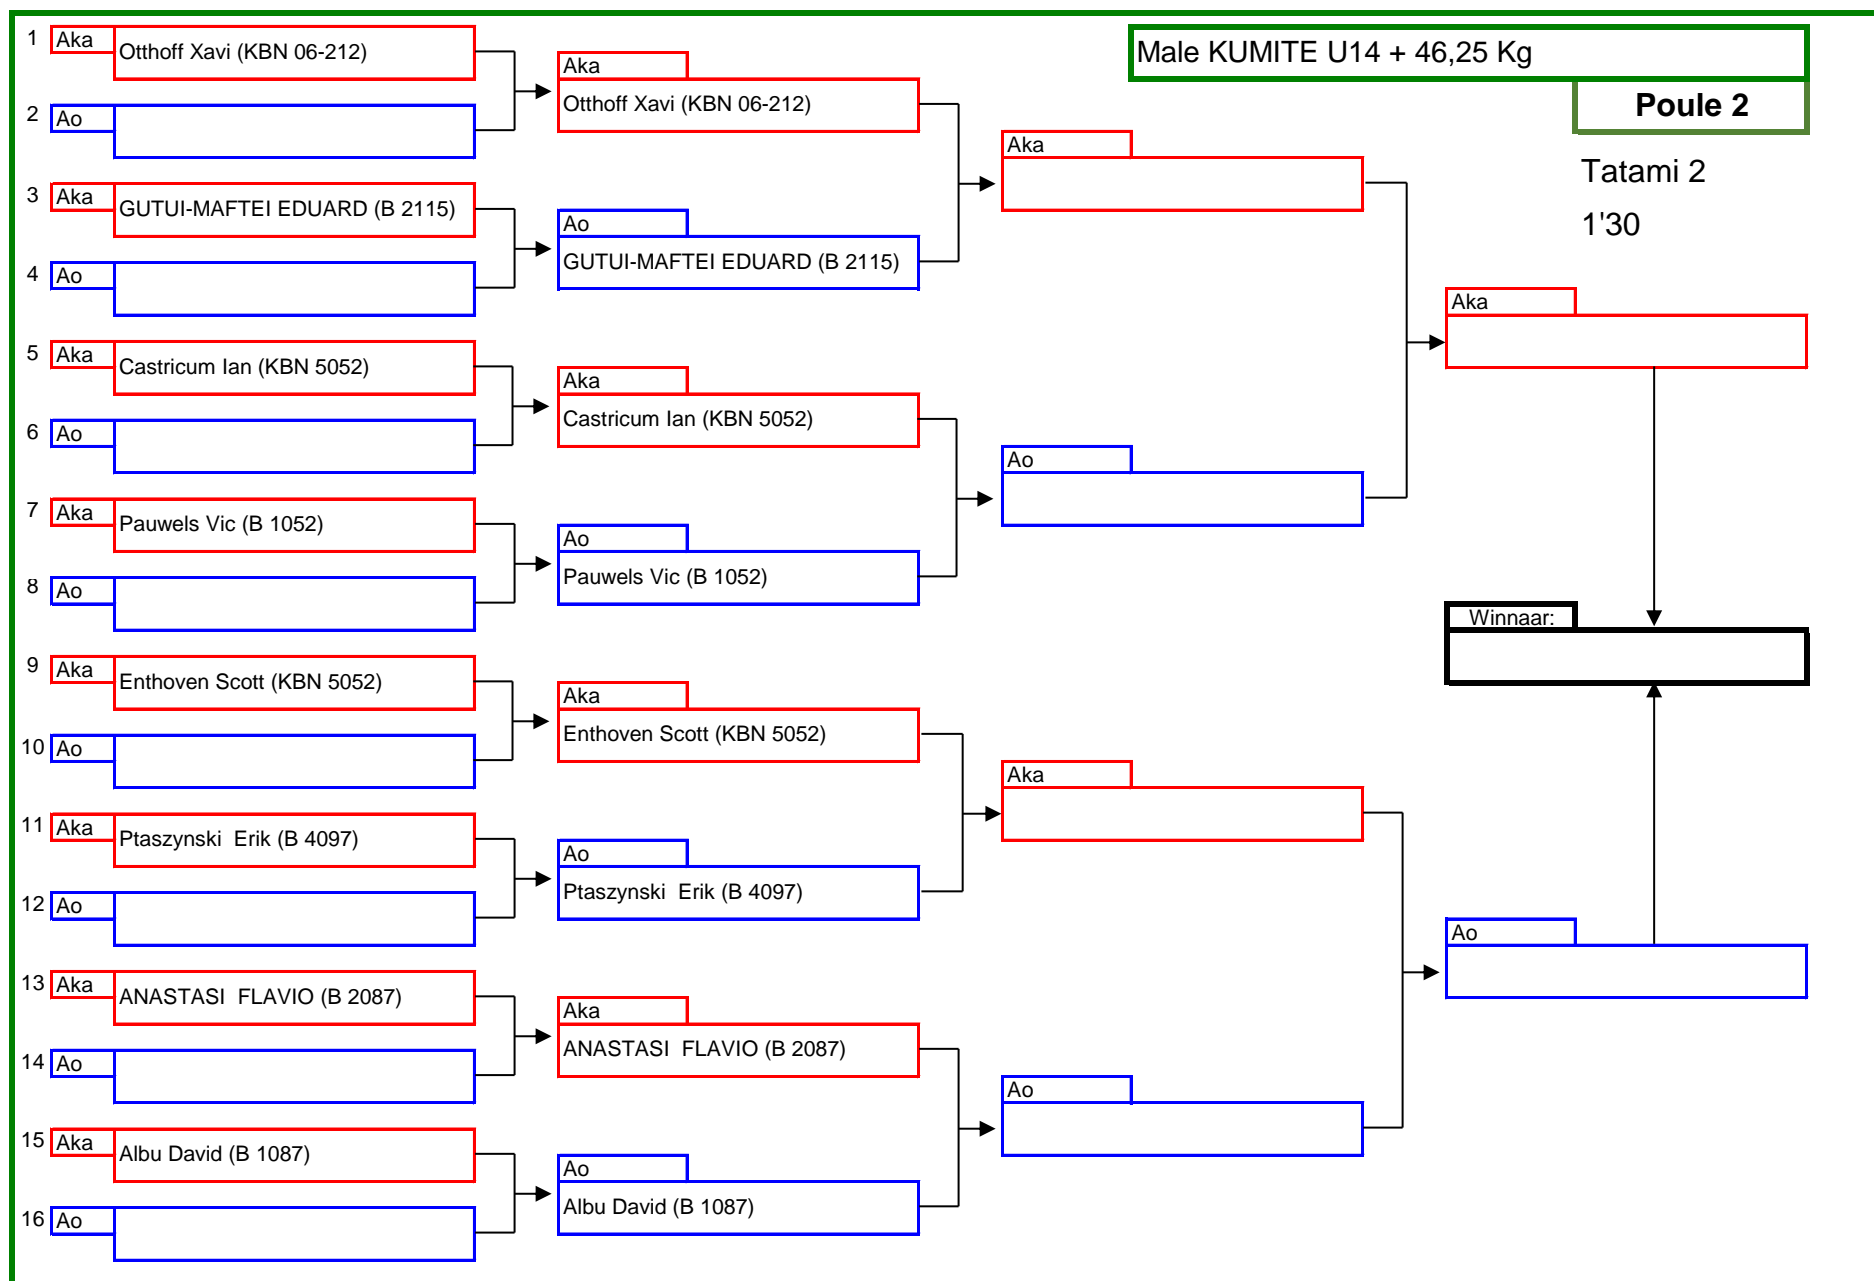 Male KUMITE U14 + 46,25 Kg
Poule 2
Tatami 2
1'30
1 Aka Otthoff Xavi (KBN 06-212)
2 Ao
3 Aka GUTUI-MAFTEI EDUARD (B 2115)
4 Ao
5 Aka Castricum Ian (KBN 5052)
6 Ao
7 Aka Pauwels Vic (B 1052)
8 Ao
9 Aka Enthoven Scott (KBN 5052)
10 Ao
11 Aka Ptaszynski  Erik (B 4097)
12 Ao
13 Aka ANASTASI  FLAVIO (B 2087)
14 Ao
15 Aka Albu David (B 1087)
16 Ao
Aka
Otthoff Xavi (KBN 06-212)
Ao
GUTUI-MAFTEI EDUARD (B 2115)
Aka
Castricum Ian (KBN 5052)
Ao
Pauwels Vic (B 1052)
Aka
Enthoven Scott (KBN 5052)
Ao
Ptaszynski  Erik (B 4097)
Aka
ANASTASI  FLAVIO (B 2087)
Ao
Albu David (B 1087)
Aka
Ao
Aka
Ao
Aka
Winnaar:
Ao